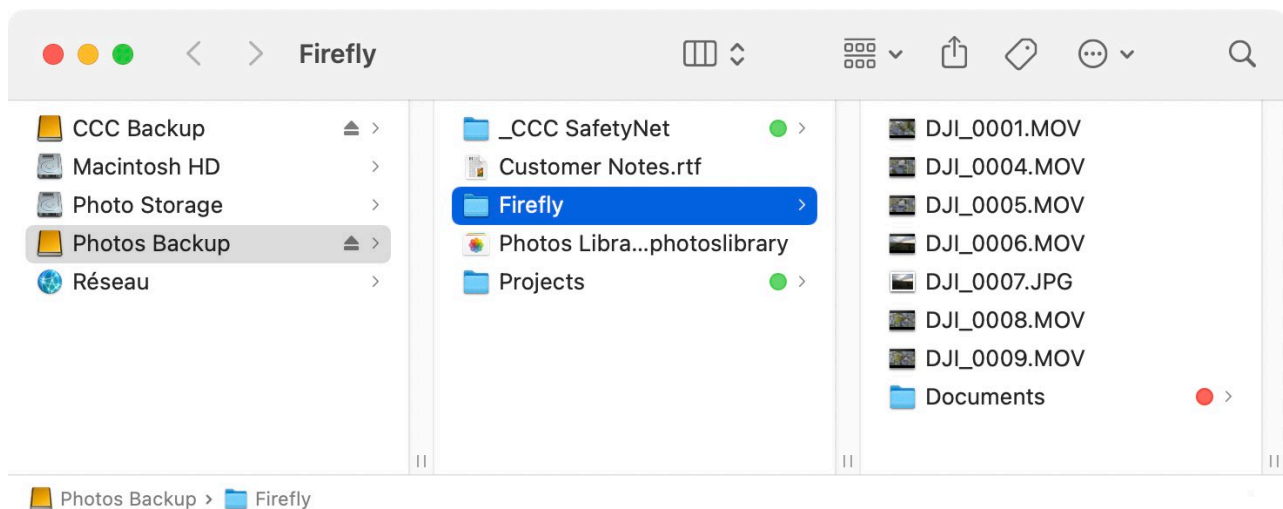 Firefly
CCC Backup
Macintosh HD
Photo Storage
Photos Backup
Réseau
_CCC SafetyNet
Customer Notes.rtf
Firefly
Photos Libra...photoslibrary
Projects
DJI_0001.MOV
DJI_0004.MOV
DJI_0005.MOV
DJI_0006.MOV
DJI_0007.JPG
DJI_0008.MOV
DJI_0009.MOV
Documents
Photos Backup › Firefly